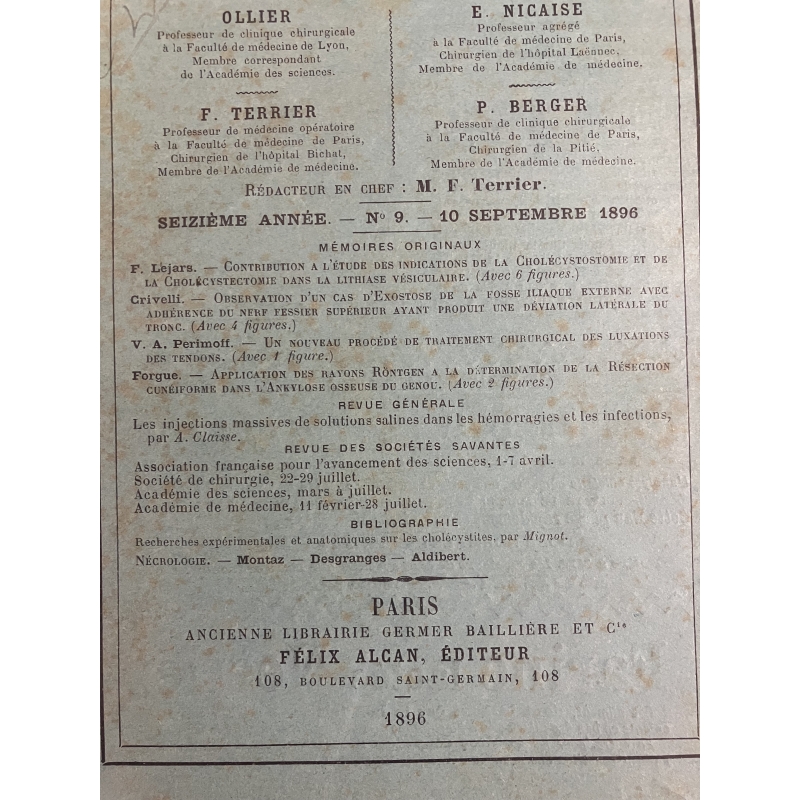 OLLIER
Professeur de clinique chirurgicale
à la Faculté de médecine de Lyon,
Membre correspondant
de l'Académie des sciences.
F. TERRIER
Professeur de médecine opératoire
à la Faculté de médecine de Paris,
Chirurgien de l'hôpital Bichat,
Membre de l'Académie de médecine.
E. NICAISE
Professeur agrégé
à la Faculté de médecine de Paris,
Chirurgien de l'hôpital Laënnec,
Membre de l'Académie de médecine.
P. BERGER
Professeur de clinique chirurgicale
à la Faculté de médecine de Paris,
Chirurgien de la Pitié,
Membre de l'Académie de médecine.
RÉDACTEUR EN CHEF : M. F. Terrier.
SEIZIÈME ANNÉE. — No 9. — 10 SEPTEMBRE 1896
MÉMOIRES ORIGINAUX
F. Lejars. — CONTRIBUTION A L'ÉTUDE DES INDICATIONS DE LA CHOLÉCYSTOSTOMIE ET DE
LA CHOLÉCYSTECTOMIE DANS LA LITHIASE VÉSICULAIRE. (Avec 6 figures.)
Crivelli. — OBSERVATION D'UN CAS D'EXOSTOSE DE LA FOSSE ILIAQUE EXTERNE AVEC
ADHÉRENCE DU NERF FESSIER SUPÉRIEUR AYANT PRODUIT UNE DÉVIATION LATÉRALE DU
TRONC. (Avec 4 figures.)
V. A. Perimoff. — UN NOUVEAU PROCÉDÉ DE TRAITEMENT CHIRURGICAL DES LUXATIONS
DES TENDONS. (Avec 1 figure.)
Forgue. — APPLICATION DES RAYONS RÖNTGEN A LA DÉTERMINATION DE LA RÉSECTION
CUNÉIFORME DANS L'ANKYLOSE OSSEUSE DU GENOU. (Avec 2 figures.)
REVUE GÉNÉRALE
Les injections massives de solutions salines dans les hémorragies et les infections,
par A. Claisse.
REVUE DES SOCIÉTÉS SAVANTES
Association française pour l'avancement des sciences, 1-7 avril.
Société de chirurgie, 22-29 juillet.
Académie des sciences, mars à juillet.
Académie de médecine, 11 février-28 juillet.
BIBLIOGRAPHIE
Recherches expérimentales et anatomiques sur les cholécystites, par Mignot.
NÉCROLOGIE. — Montaz — Desgranges — Aldibert.
PARIS
ANCIENNE LIBRAIRIE GERMER BAILLIÈRE ET Cie
FÉLIX ALCAN, ÉDITEUR
108, BOULEVARD SAINT-GERMAIN, 108
1896